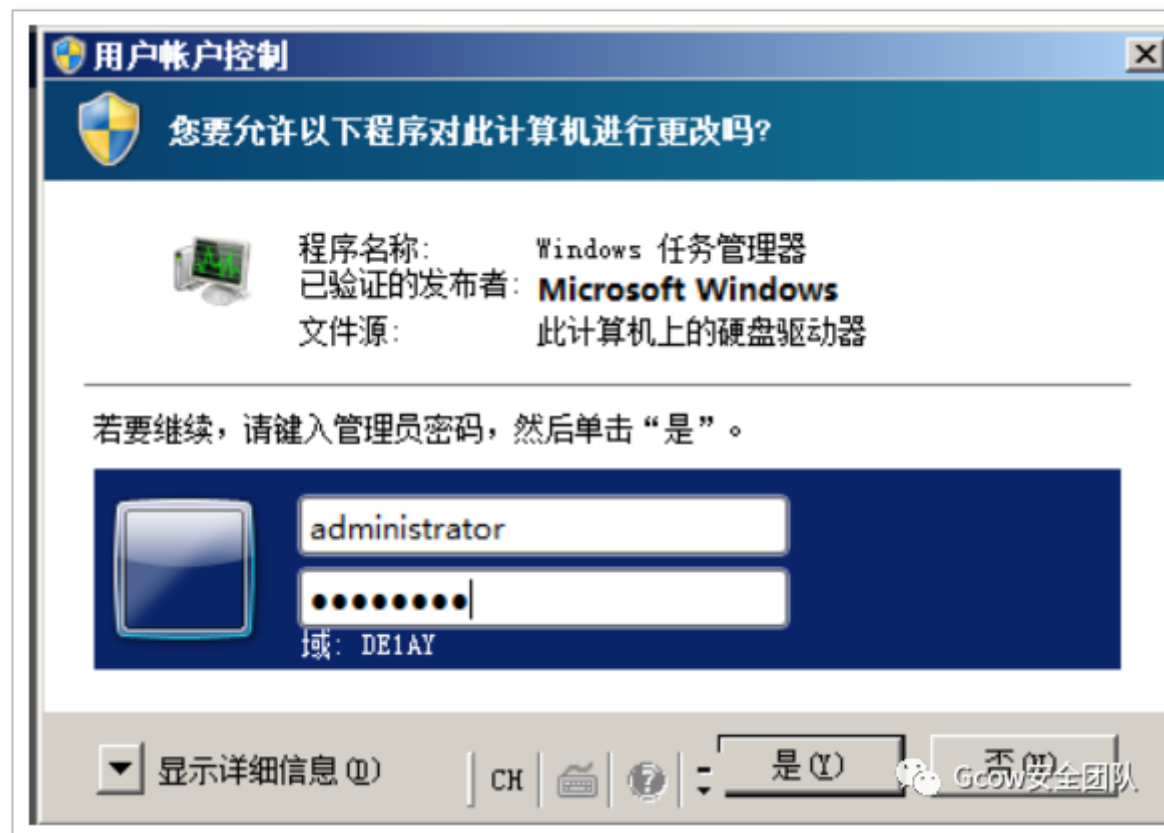 用户帐户控制
您要允许以下程序对此计算机进行更改吗?
程序名称: Windows 任务管理器
已验证的发布者: Microsoft Windows
文件源: 此计算机上的硬盘驱动器
若要继续，请键入管理员密码，然后单击“是”。
administrator
●●●●●●●●
域: DE1AY
显示详细信息(D) CH 是(Y) 否(N)
Gcow安全团队